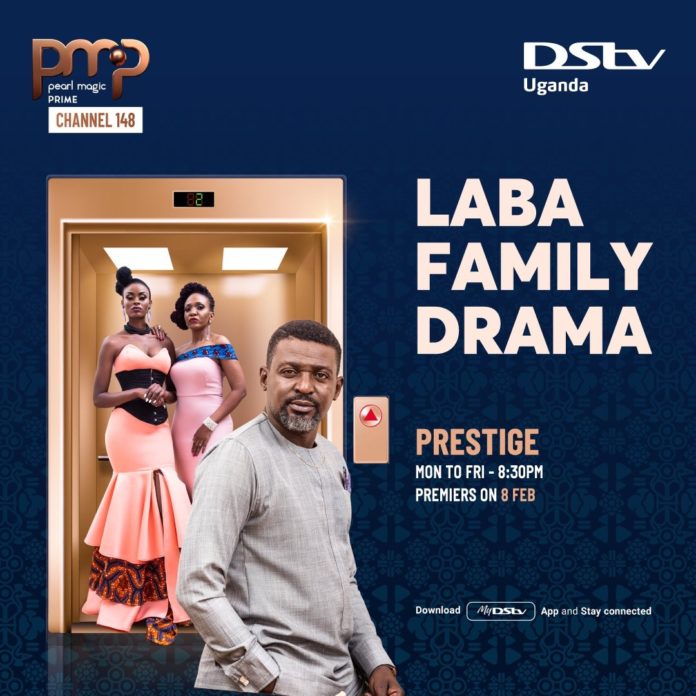 pmp
pearl magic
PRIME
CHANNEL 148
DStv
Uganda
2
LABA
FAMILY
DRAMA
PRESTIGE
MON TO FRI - 8:30PM
PREMIERS ON 8 FEB
Download MyDStv App and Stay connected